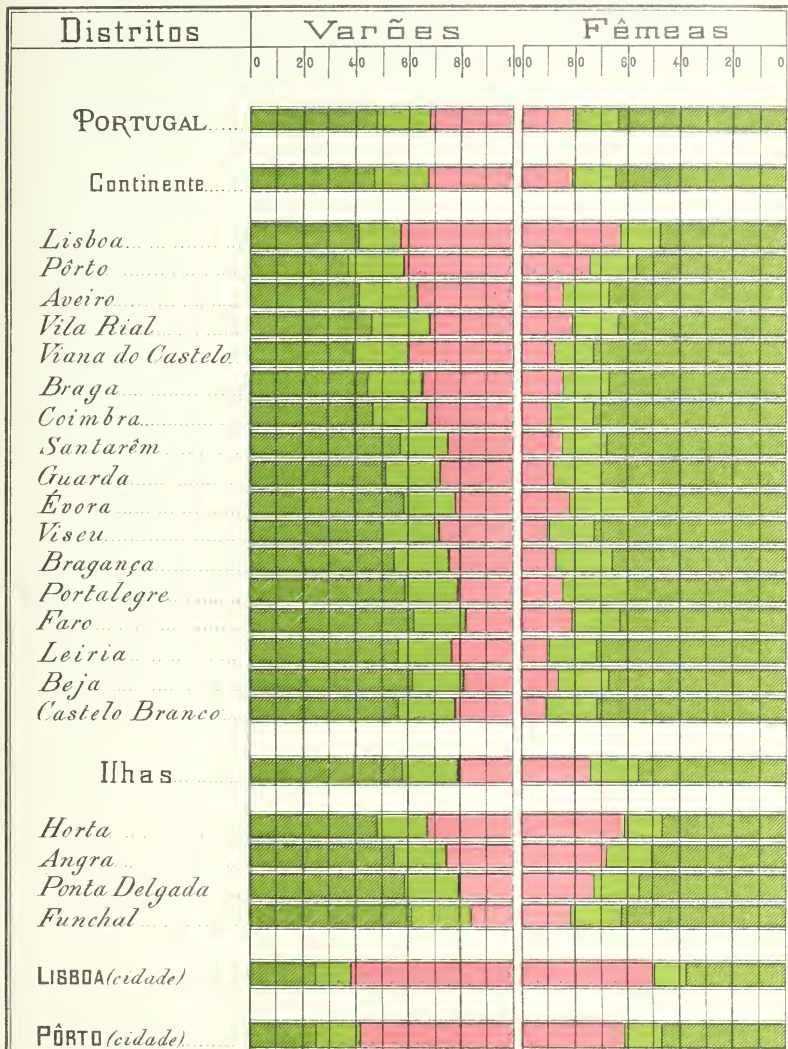 Distritos Varões Fêmeas
0 20 40 60 80 100 80 60 40 20 0
PORTUGAL
Continente
Lisboa
Pôrto
Aveiro
Vila Rial
Viana do Castelo
Braga
Coimbra
Santarêm
Guarda
Évora
Viseu
Bragança
Portalegre
Faro
Leiria
Beja
Castelo Branco
Ilhas
Horta
Angra
Ponta Delgada
Funchal
LISBOA (cidade)
PÔRTO (cidade)